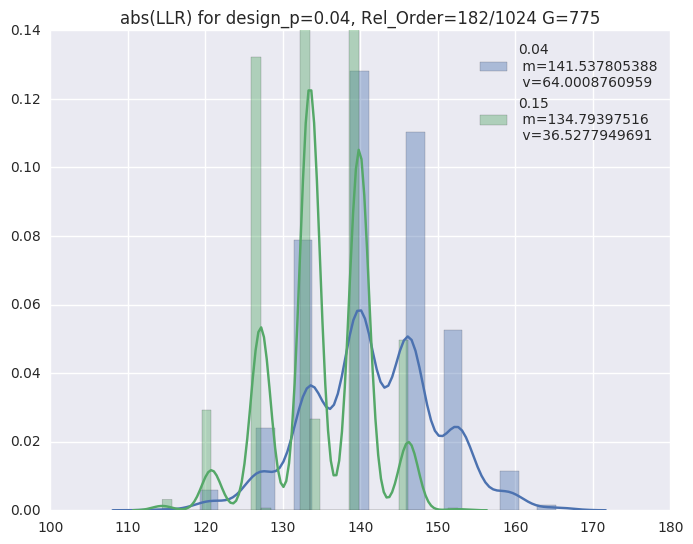 abs(LLR) for design_p=0.04, Rel_Order=182/1024 G=775
0.04
m=141.537805388
v=64.0008760959
0.15
m=134.79397516
v=36.5277949691
0.14
0.12
0.10
0.08
0.06
0.04
0.02
0.00
100 110 120 130 140 150 160 170 180